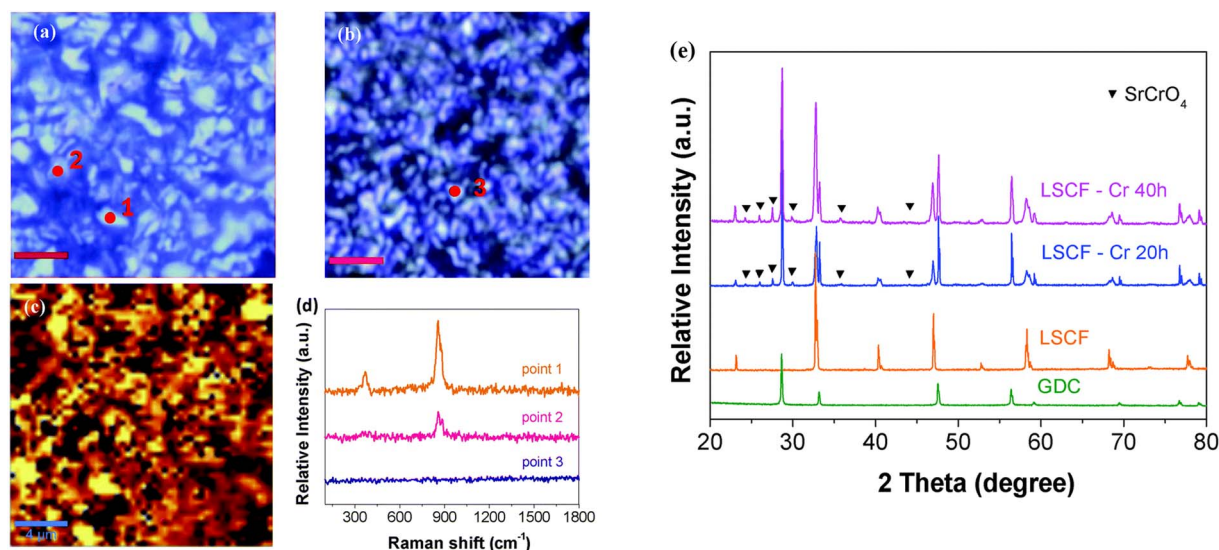 (a)
2
1
(b)
3
(c)
4 μm
(d)
Relative Intensity (a.u.)
point 1
point 2
point 3
300 600 900 1200 1500 1800
Raman shift (cm⁻¹)
(e)
▼ SrCrO₄
Relative Intensity (a.u.)
LSCF - Cr 40h
LSCF - Cr 20h
LSCF
GDC
20 30 40 50 60 70 80
2 Theta (degree)